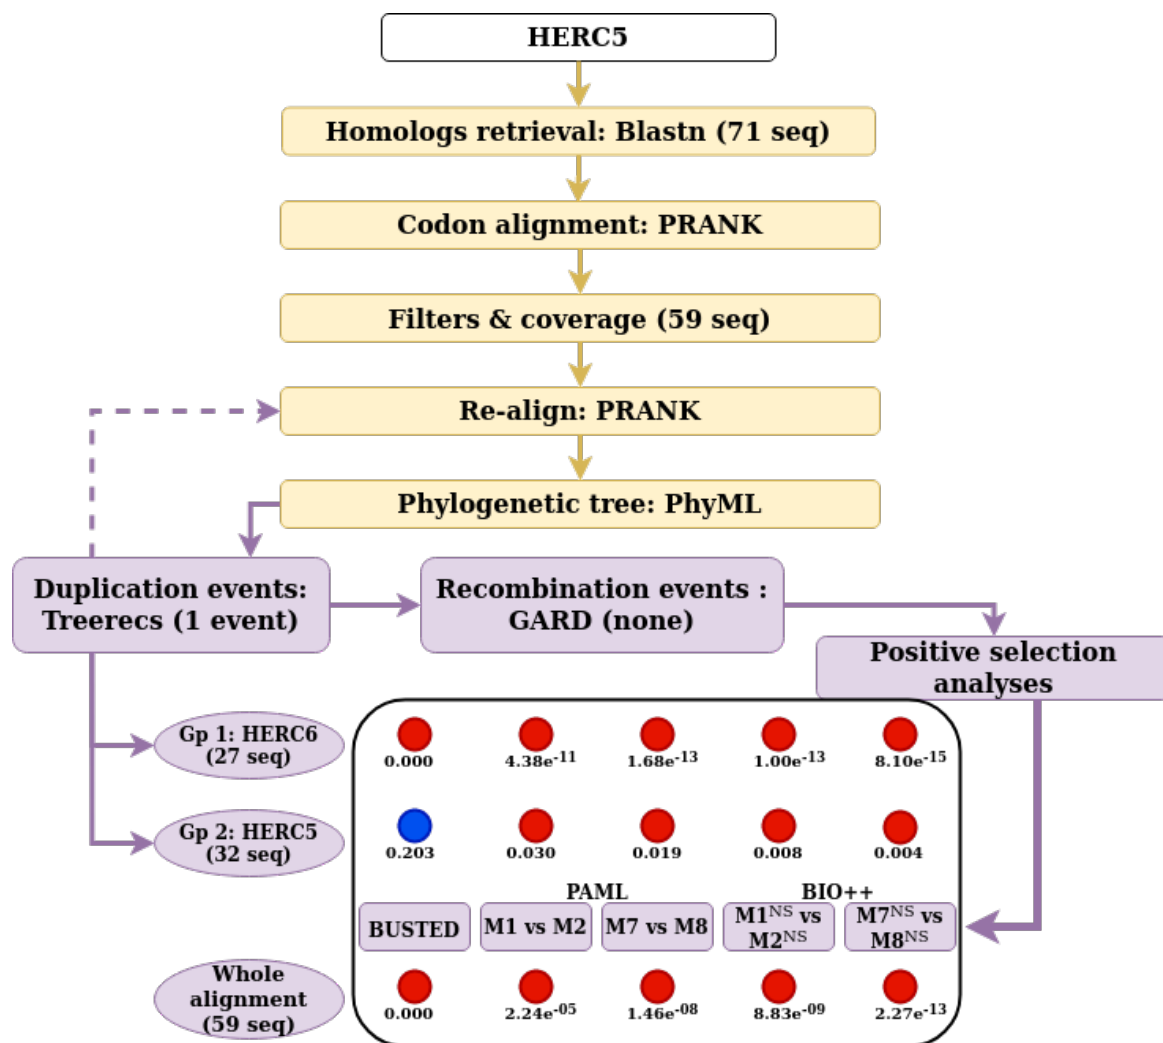 HERC5
Homologs retrieval: Blastn (71 seq)
Codon alignment: PRANK
Filters & coverage (59 seq)
Re-align: PRANK
Phylogenetic tree: PhyML
Duplication events:
Treerecs (1 event)
Recombination events :
GARD (none)
Positive selection
analyses
Gp 1: HERC6
(27 seq)
0.000
4.38e-11
1.68e-13
1.00e-13
8.10e-15
Gp 2: HERC5
(32 seq)
0.203
0.030
0.019
0.008
0.004
PAML
BIO++
BUSTED
M1 vs M2
M7 vs M8
M1NS vs
M2NS
M7NS vs
M8NS
Whole
alignment
(59 seq)
0.000
2.24e-05
1.46e-08
8.83e-09
2.27e-13